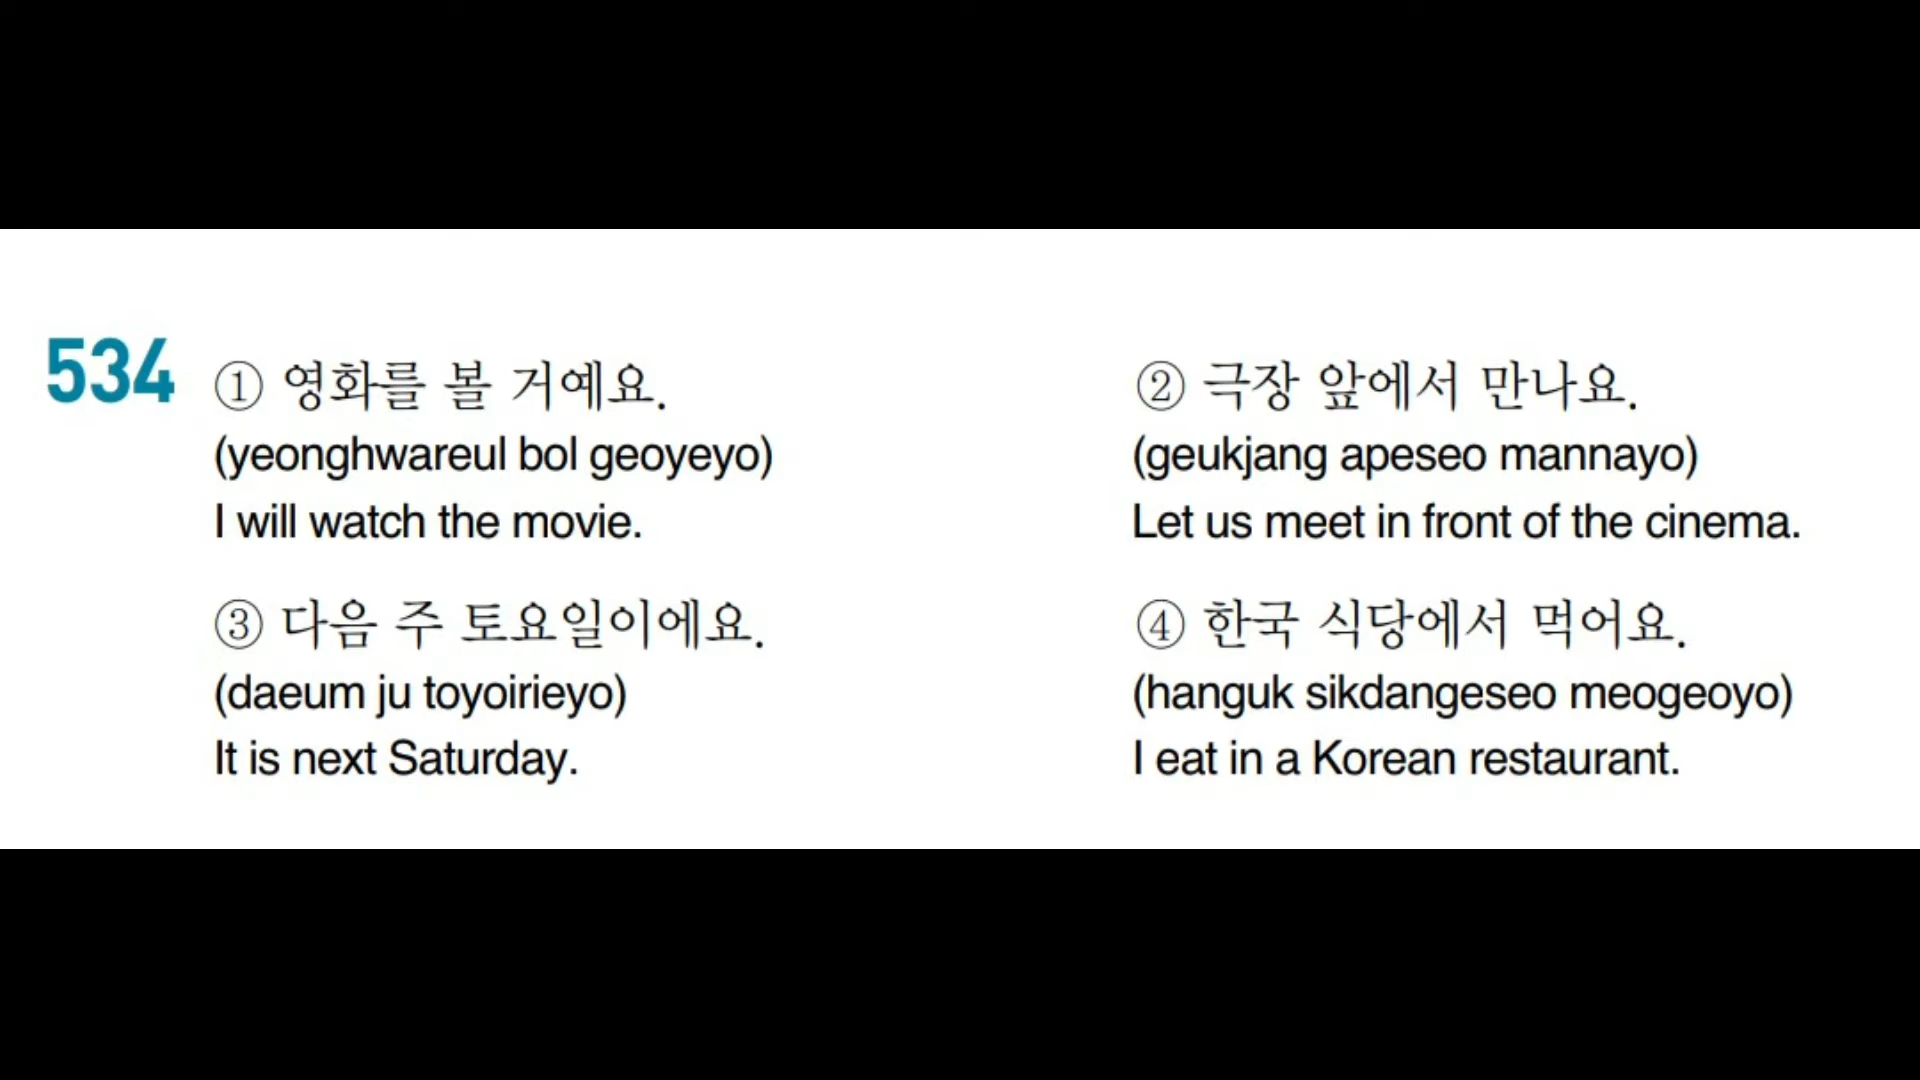 534
① 영화를 볼 거예요.
(yeonghwareul bol geoyeyo)
I will watch the movie.
② 극장 앞에서 만나요.
(geukjang apeseo mannayo)
Let us meet in front of the cinema.
③ 다음 주 토요일이에요.
(daeum ju toyoirieyo)
It is next Saturday.
④ 한국 식당에서 먹어요.
(hanguk sikdangeseo meogeoyo)
I eat in a Korean restaurant.